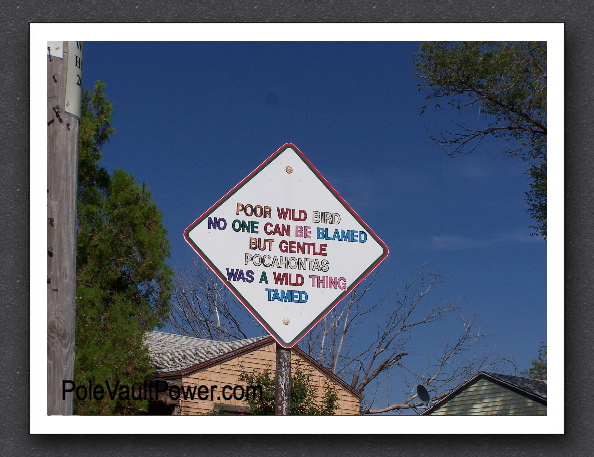 POOR WILD BIRD
NO ONE CAN BE BLAMED
BUT GENTLE
POCAHONTAS
WAS A WILD THING
TAMED
PoleVaultPower.com